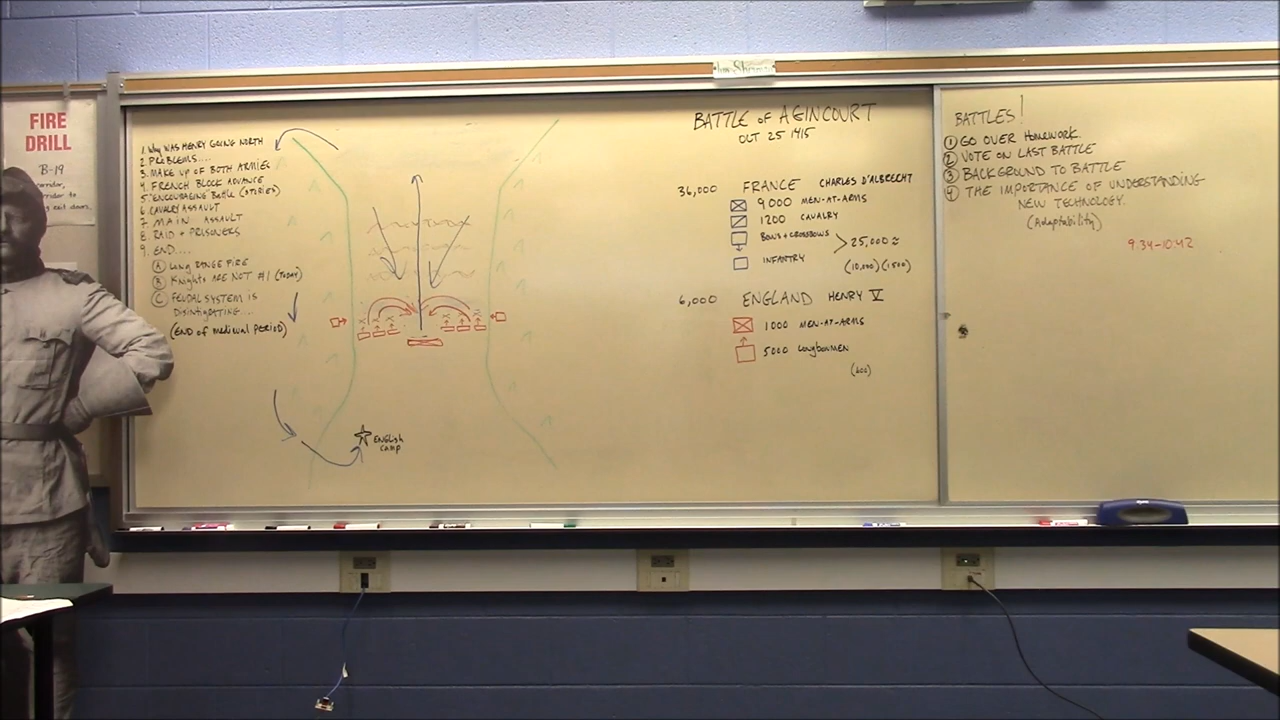 FIRE
DRILL
B-19
1. Why WAS HENRY GOING NORTH
2. PROBLEMS....
3. MAKE UP OF BOTH ARMIES
4. FRENCH BLOCK ADVANCE
5. "ENCOURAGING" Battle (STORIES)
6. CAVALRY ASSAULT
7. MAIN ASSAULT
8. RAID + PRISONERS
9. END....
A LONG RANGE FIRE
B KNIGHTS ARE NOT #1 (TODAY)
C FEUDAL SYSTEM IS
DISINTIGRATING...
(END OF MEDIEVAL PERIOD)
ENGLISH
CAMP
BATTLE OF AGINCOURT
OCT 25 1415
36,000 FRANCE CHARLES D'ALBRECHT
9000 MEN-AT-ARMS
1200 CAVALRY
BOWS + CROSSBOWS
> 25,000 ≈
INFANTRY
(10,000) (1500)
6,000 ENGLAND HENRY V
1000 MEN-AT-ARMS
5000 LONGBOWMEN
(600)
BATTLES!
1 GO OVER HOMEWORK.
2 VOTE ON LAST BATTLE
3 BACKGROUND TO BATTLE
4 THE IMPORTANCE OF UNDERSTANDING
NEW TECHNOLOGY.
(Adaptability)
9:34-10:42